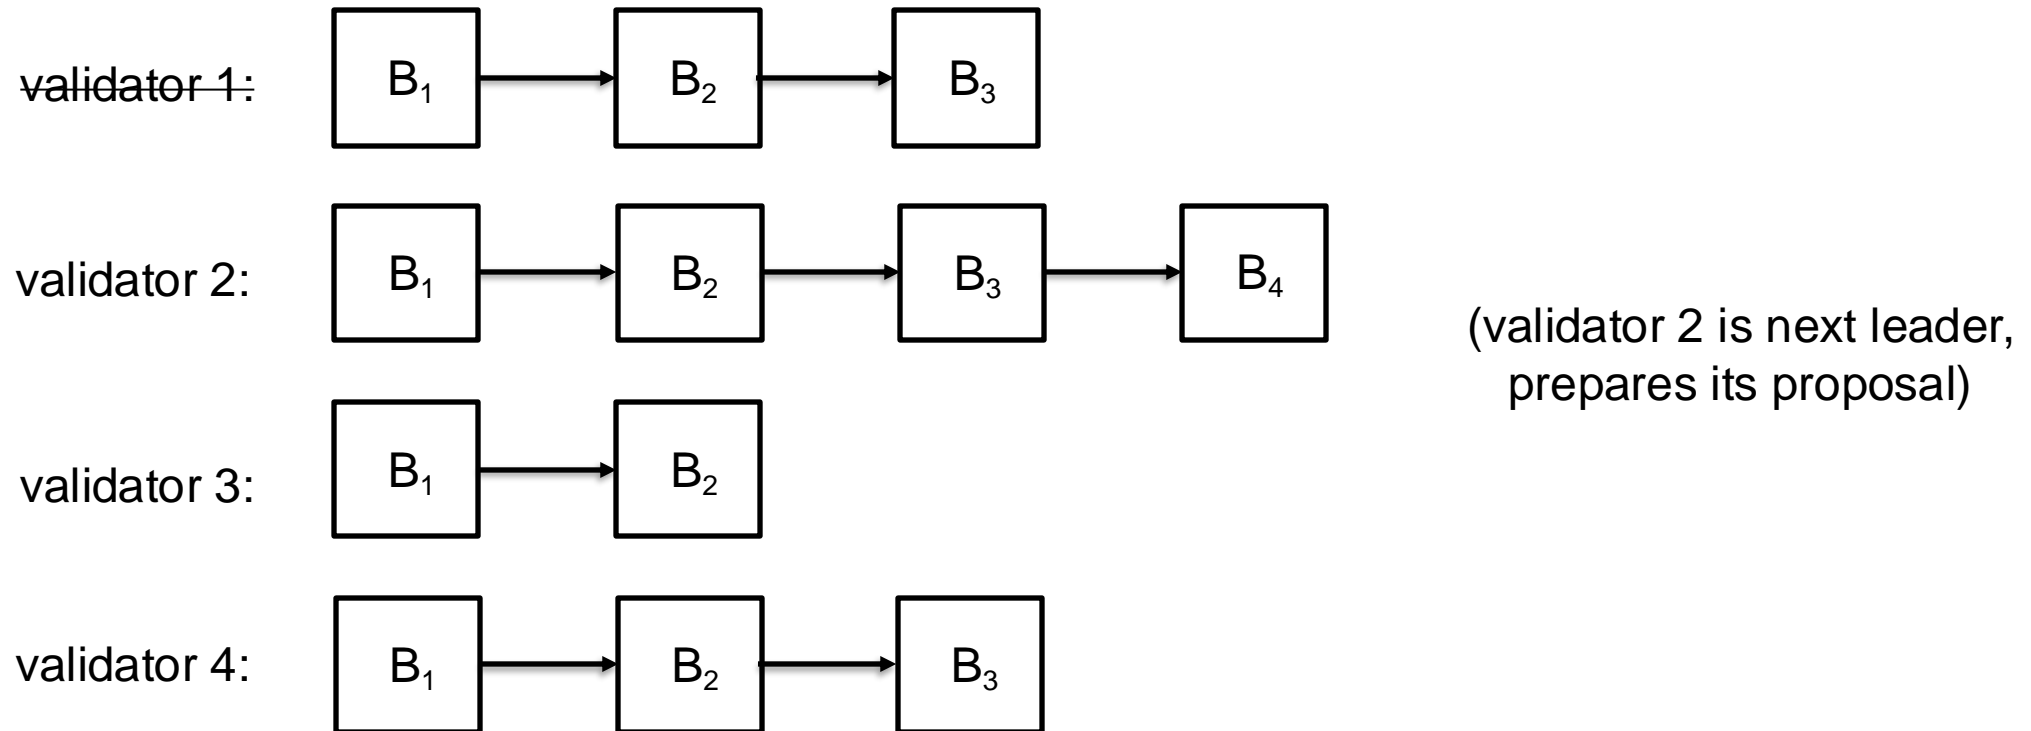 validator 1: B₁ B₂ B₃
validator 2: B₁ B₂ B₃ B₄
(validator 2 is next leader,
prepares its proposal)
validator 3: B₁ B₂
validator 4: B₁ B₂ B₃